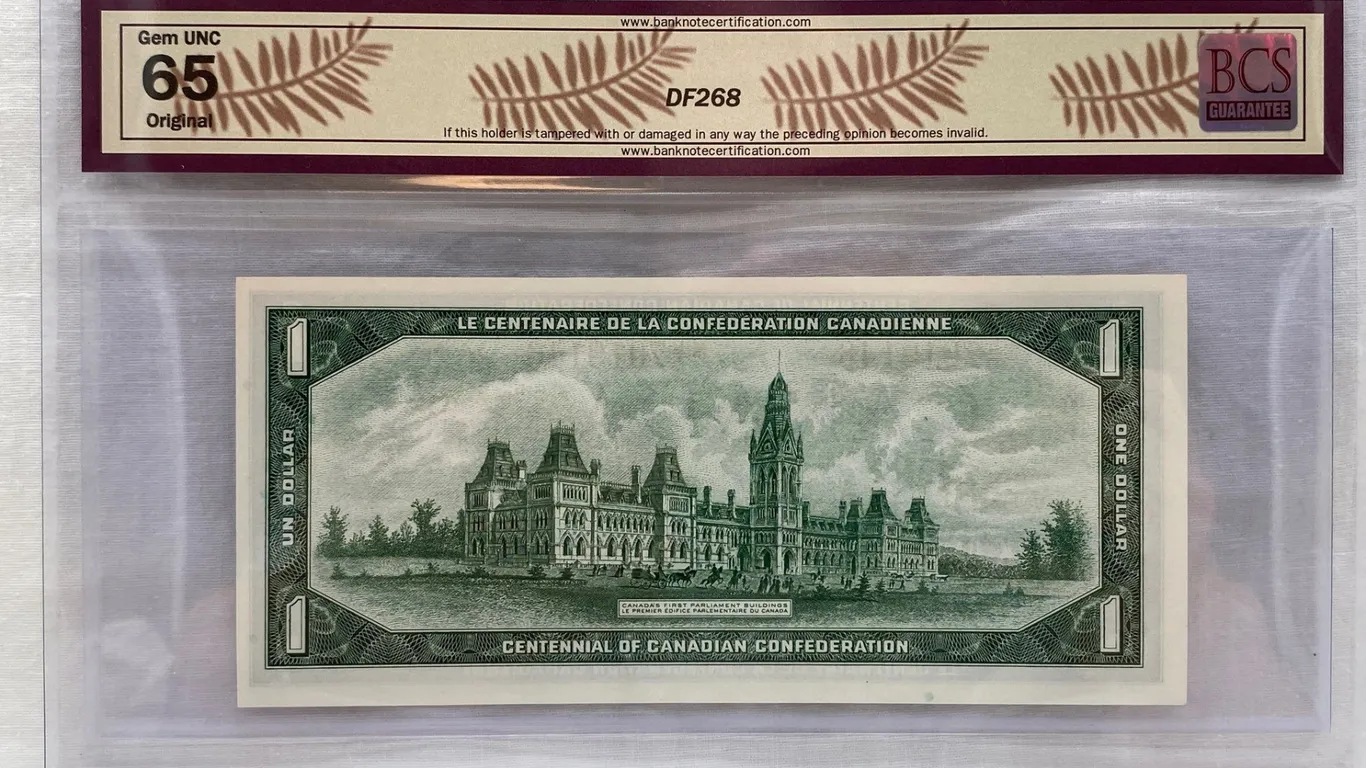 www.banknotecertification.com
Gem UNC
65
Original
DF268
BCS
GUARANTEE
If this holder is tampered with or damaged in any way the preceding opinion becomes invalid.
www.banknotecertification.com
1
LE CENTENAIRE DE LA CONFEDERATION CANADIENNE
1
UN DOLLAR
ONE DOLLAR
CANADA'S FIRST PARLIAMENT BUILDINGS
LE PREMIER ÉDIFICE PARLEMENTAIRE DU CANADA
1
CENTENNIAL OF CANADIAN CONFEDERATION
1